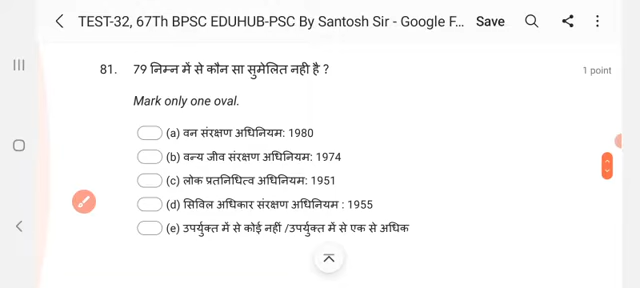 TEST-32, 67Th BPSC EDUHUB-PSC By Santosh Sir - Google F... Save
81. 79 निम्न में से कौन सा सुमेलित नही है ? 1 point
Mark only one oval.
(a) वन संरक्षण अधिनियम: 1980
(b) वन्य जीव संरक्षण अधिनियम: 1974
(c) लोक प्रतनिधित्व अधिनियम: 1951
(d) सिविल अधिकार संरक्षण अधिनियम : 1955
(e) उपर्युक्त में से कोई नहीं /उपर्युक्त में से एक से अधिक